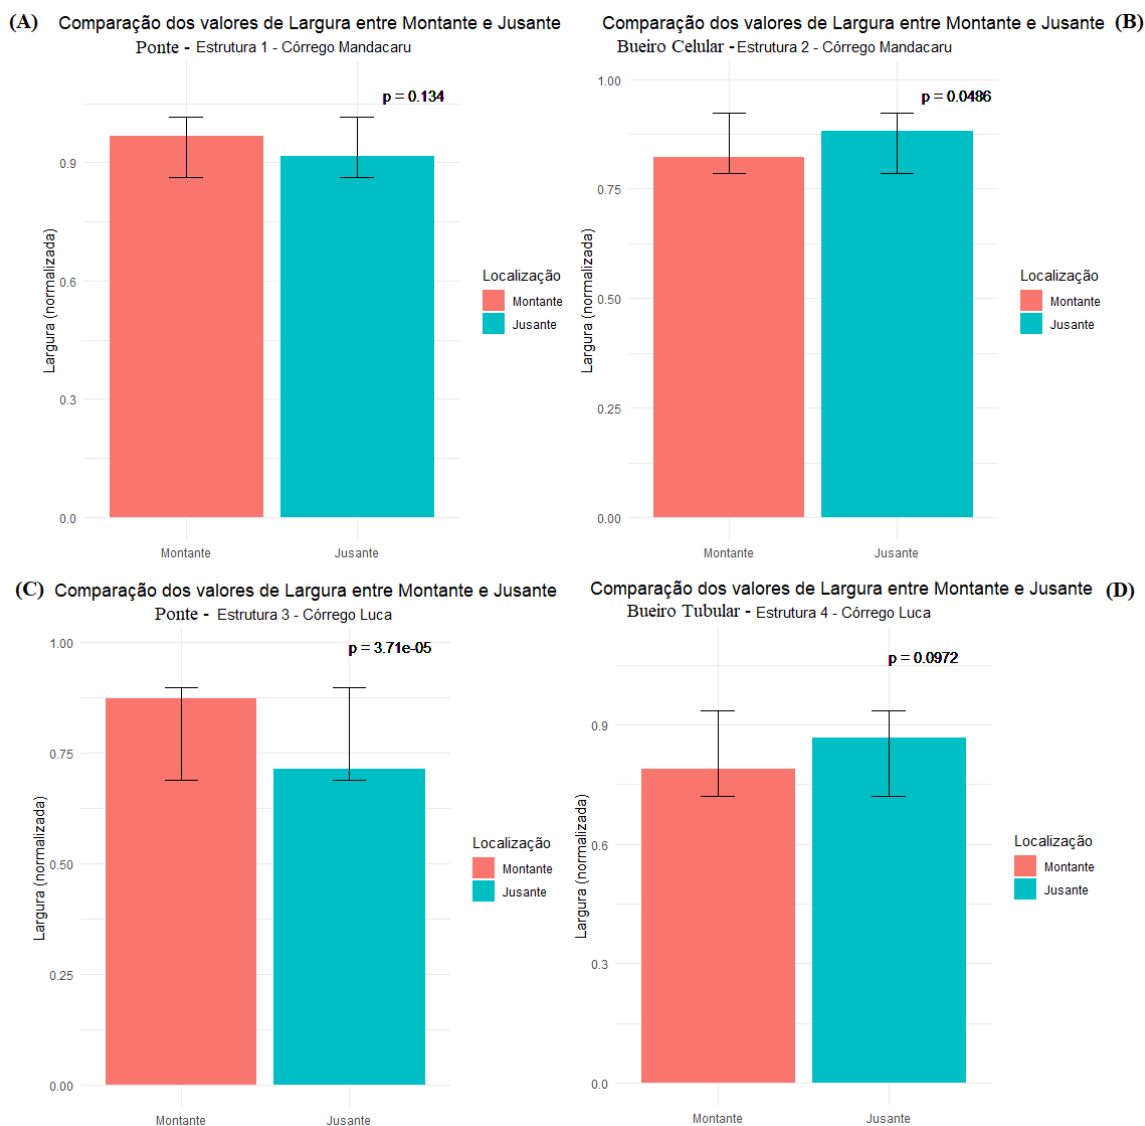 (A) Comparação dos valores de Largura entre Montante e Jusante
Ponte - Estrutura 1 - Córrego Mandacaru
p = 0.134
0.9
0.6
0.3
0.0
Largura (normalizada)
Montante
Jusante
Localização
Montante
Jusante
Comparação dos valores de Largura entre Montante e Jusante (B)
Bueiro Celular - Estrutura 2 - Córrego Mandacaru
p = 0.0486
1.00
0.75
0.50
0.25
0.00
Largura (normalizada)
Montante
Jusante
Localização
Montante
Jusante
(C) Comparação dos valores de Largura entre Montante e Jusante
Ponte - Estrutura 3 - Córrego Luca
p = 3.71e-05
1.00
0.75
0.50
0.25
0.00
Largura (normalizada)
Montante
Jusante
Localização
Montante
Jusante
Comparação dos valores de Largura entre Montante e Jusante (D)
Bueiro Tubular - Estrutura 4 - Córrego Luca
p = 0.0972
0.9
0.6
0.3
0.0
Largura (normalizada)
Montante
Jusante
Localização
Montante
Jusante